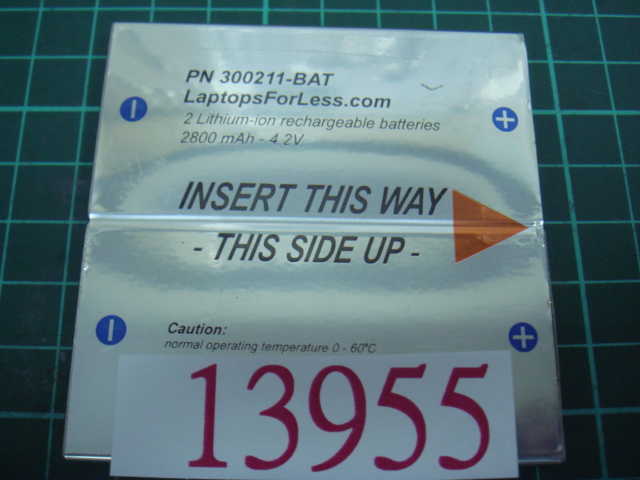 PN 300211-BAT
LaptopsForLess.com
2 Lithium-ion rechargeable batteries
2800 mAh - 4.2V
INSERT THIS WAY
- THIS SIDE UP -
Caution:
normal operating temperature 0 - 60°C
13955